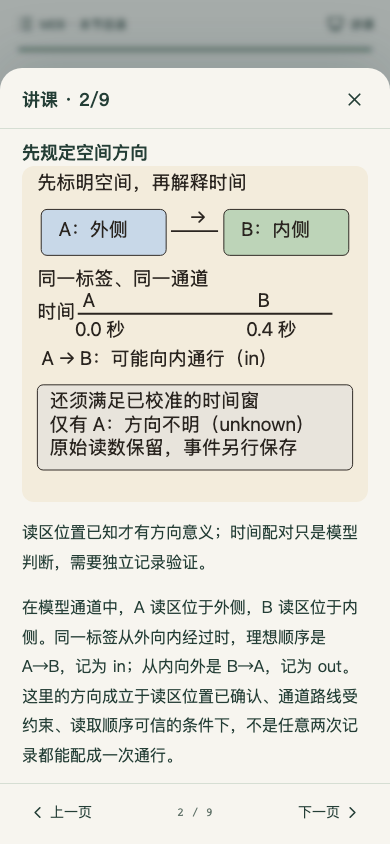 讲课 · 2/9
先规定空间方向
先标明空间，再解释时间
A：外侧 → B：内侧
同一标签、同一通道
A B
时间
0.0 秒 0.4 秒
A → B：可能向内通行（in）
还须满足已校准的时间窗
仅有 A：方向不明（unknown）
原始读数保留，事件另行保存
读区位置已知才有方向意义；时间配对只是模型
判断，需要独立记录验证。
在模型通道中，A 读区位于外侧，B 读区位于内
侧。同一标签从外向内经过时，理想顺序是
A→B，记为 in；从内向外是 B→A，记为 out。
这里的方向成立于读区位置已确认、通道路线受
约束、读取顺序可信的条件下，不是任意两次记
录都能配成一次通行。
上一页 2 / 9 下一页